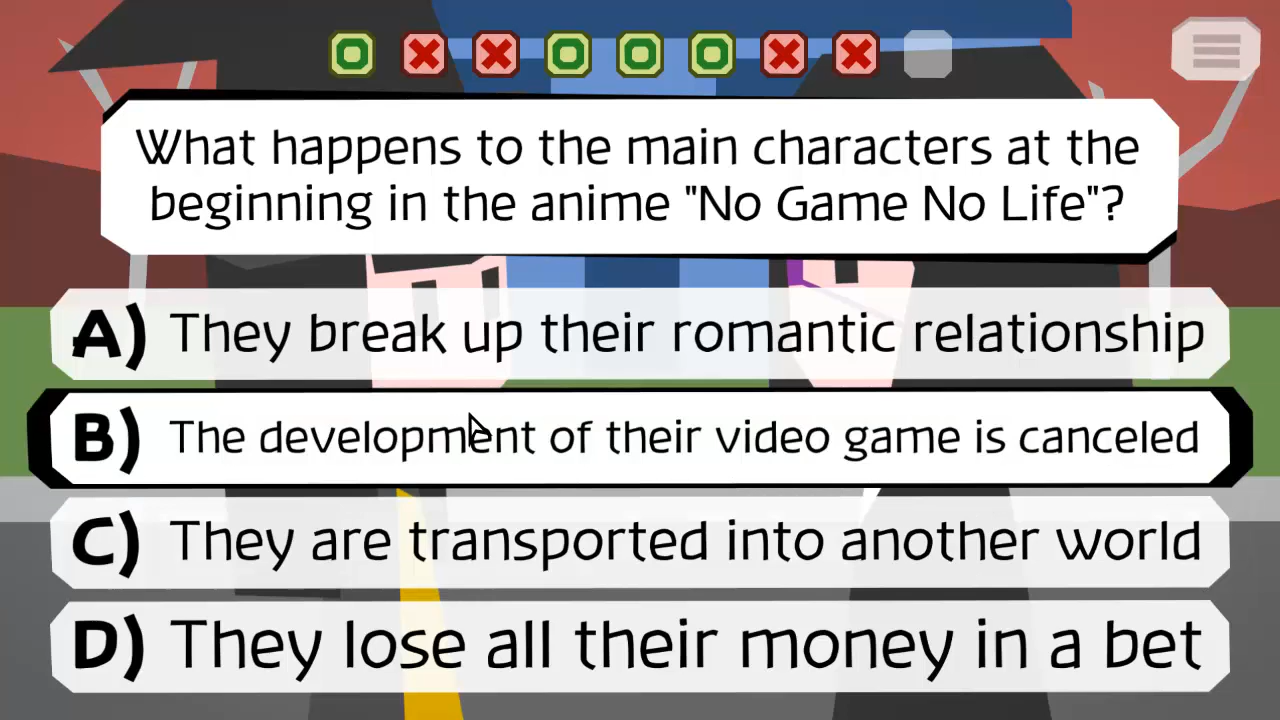 What happens to the main characters at the
beginning in the anime "No Game No Life"?
A) They break up their romantic relationship
B) The development of their video game is canceled
C) They are transported into another world
D) They lose all their money in a bet